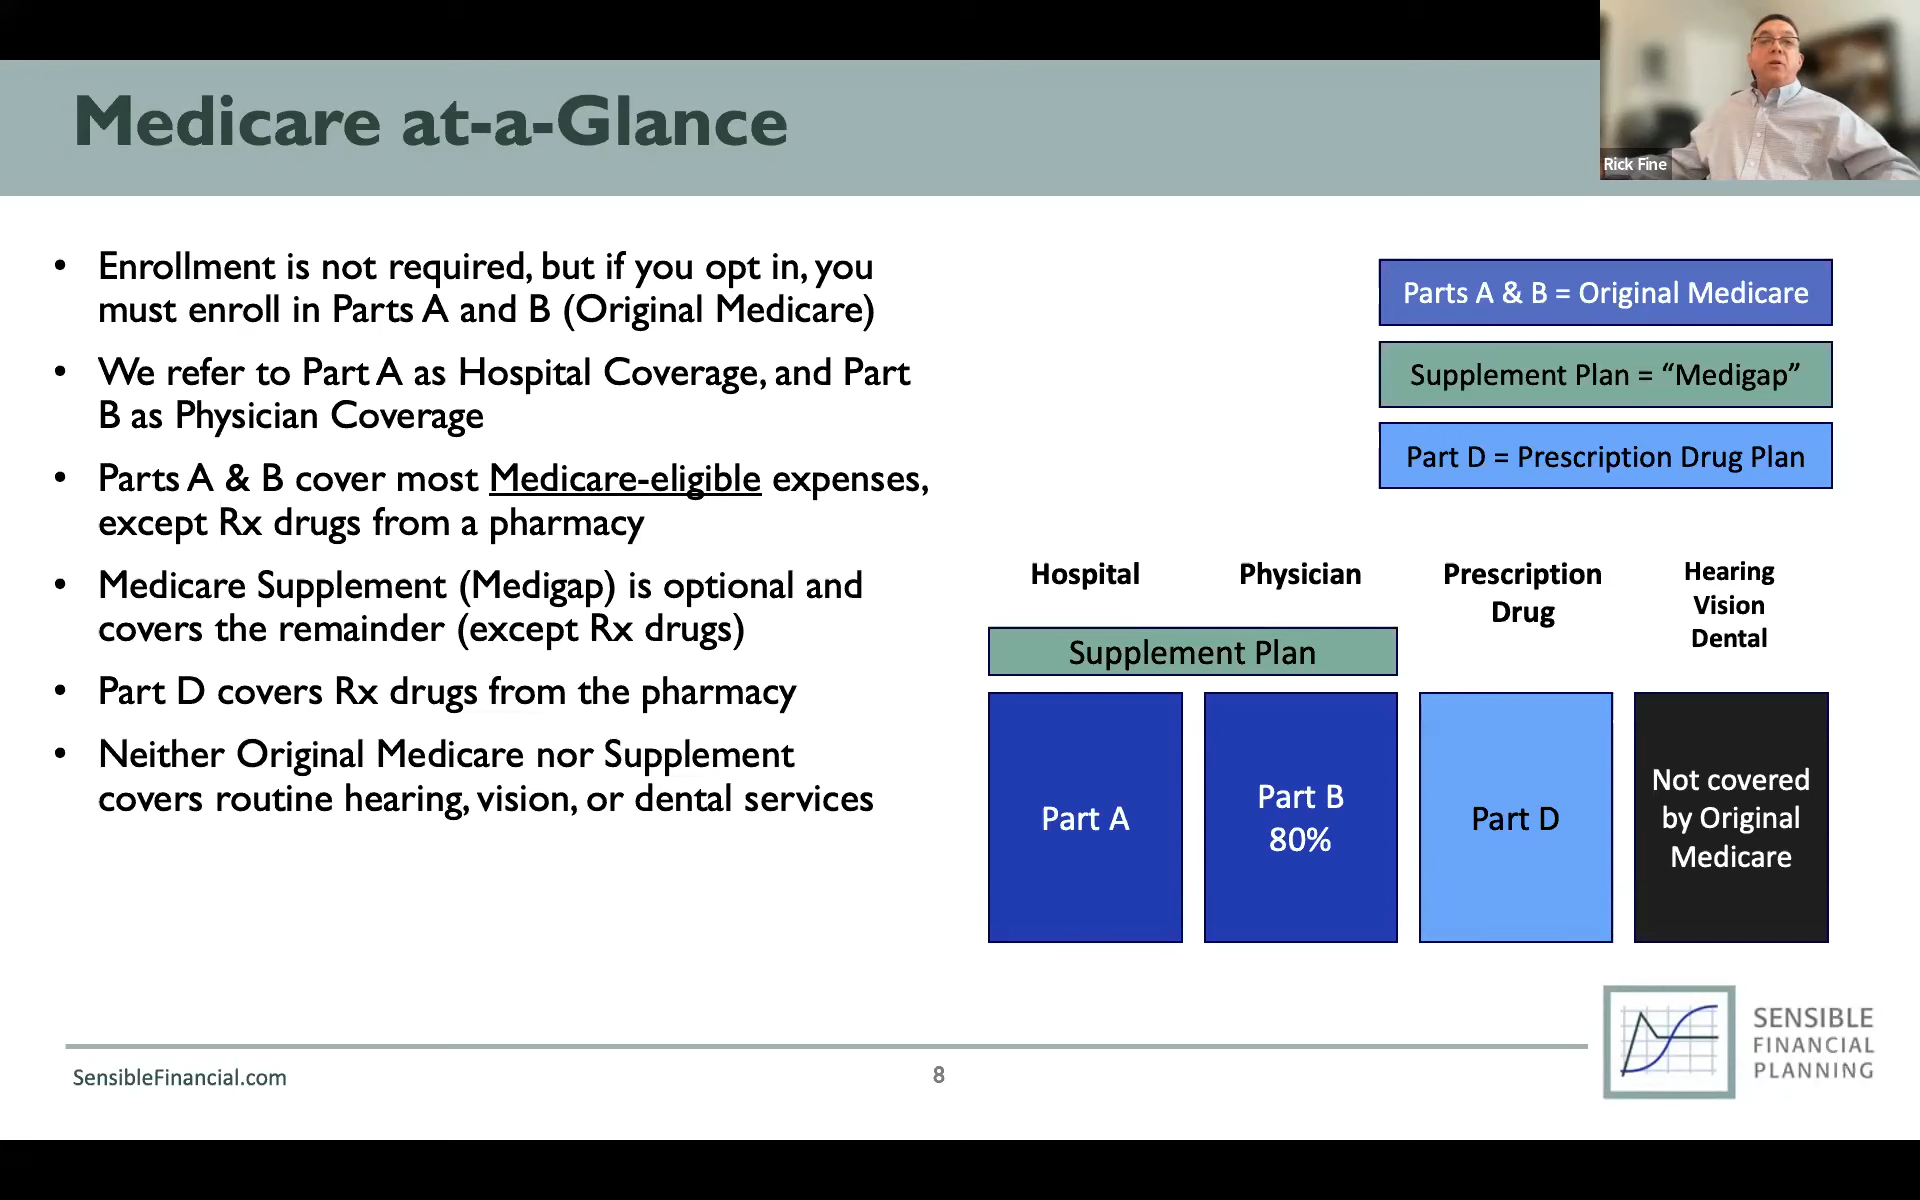 Medicare at-a-Glance
Rick Fine
• Enrollment is not required, but if you opt in, you
must enroll in Parts A and B (Original Medicare)
• We refer to Part A as Hospital Coverage, and Part
B as Physician Coverage
• Parts A & B cover most Medicare-eligible expenses,
except Rx drugs from a pharmacy
• Medicare Supplement (Medigap) is optional and
covers the remainder (except Rx drugs)
• Part D covers Rx drugs from the pharmacy
• Neither Original Medicare nor Supplement
covers routine hearing, vision, or dental services
Parts A & B = Original Medicare
Supplement Plan = “Medigap”
Part D = Prescription Drug Plan
Hospital
Physician
Prescription
Drug
Hearing
Vision
Dental
Supplement Plan
Part A
Part B
80%
Part D
Not covered
by Original
Medicare
SensibleFinancial.com
8
SENSIBLE
FINANCIAL
PLANNING